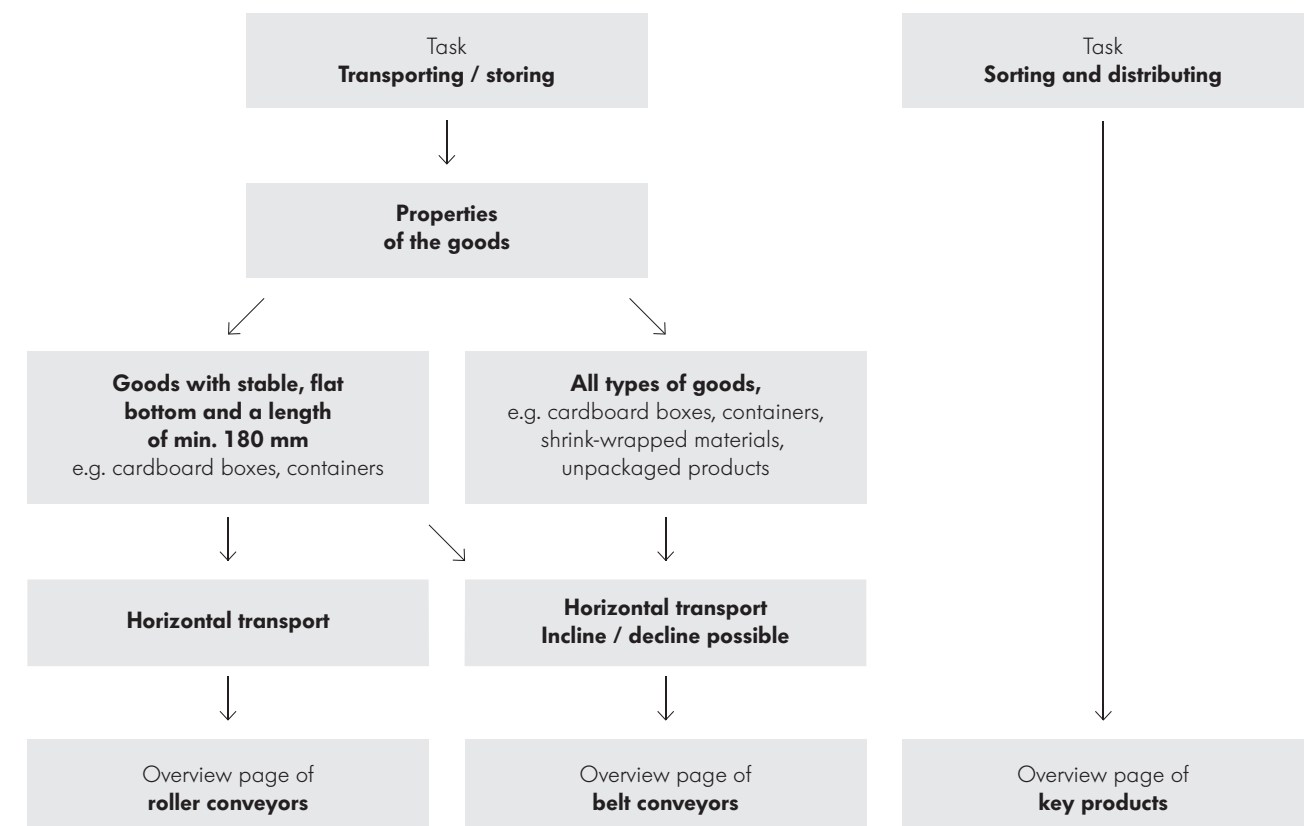 Task
Transporting / storing
Task
Sorting and distributing
Properties
of the goods
Goods with stable, flat
bottom and a length
of min. 180 mm
e.g. cardboard boxes, containers
All types of goods,
e.g. cardboard boxes, containers,
shrink-wrapped materials,
unpackaged products
Horizontal transport
Horizontal transport
Incline / decline possible
Overview page of
roller conveyors
Overview page of
belt conveyors
Overview page of
key products